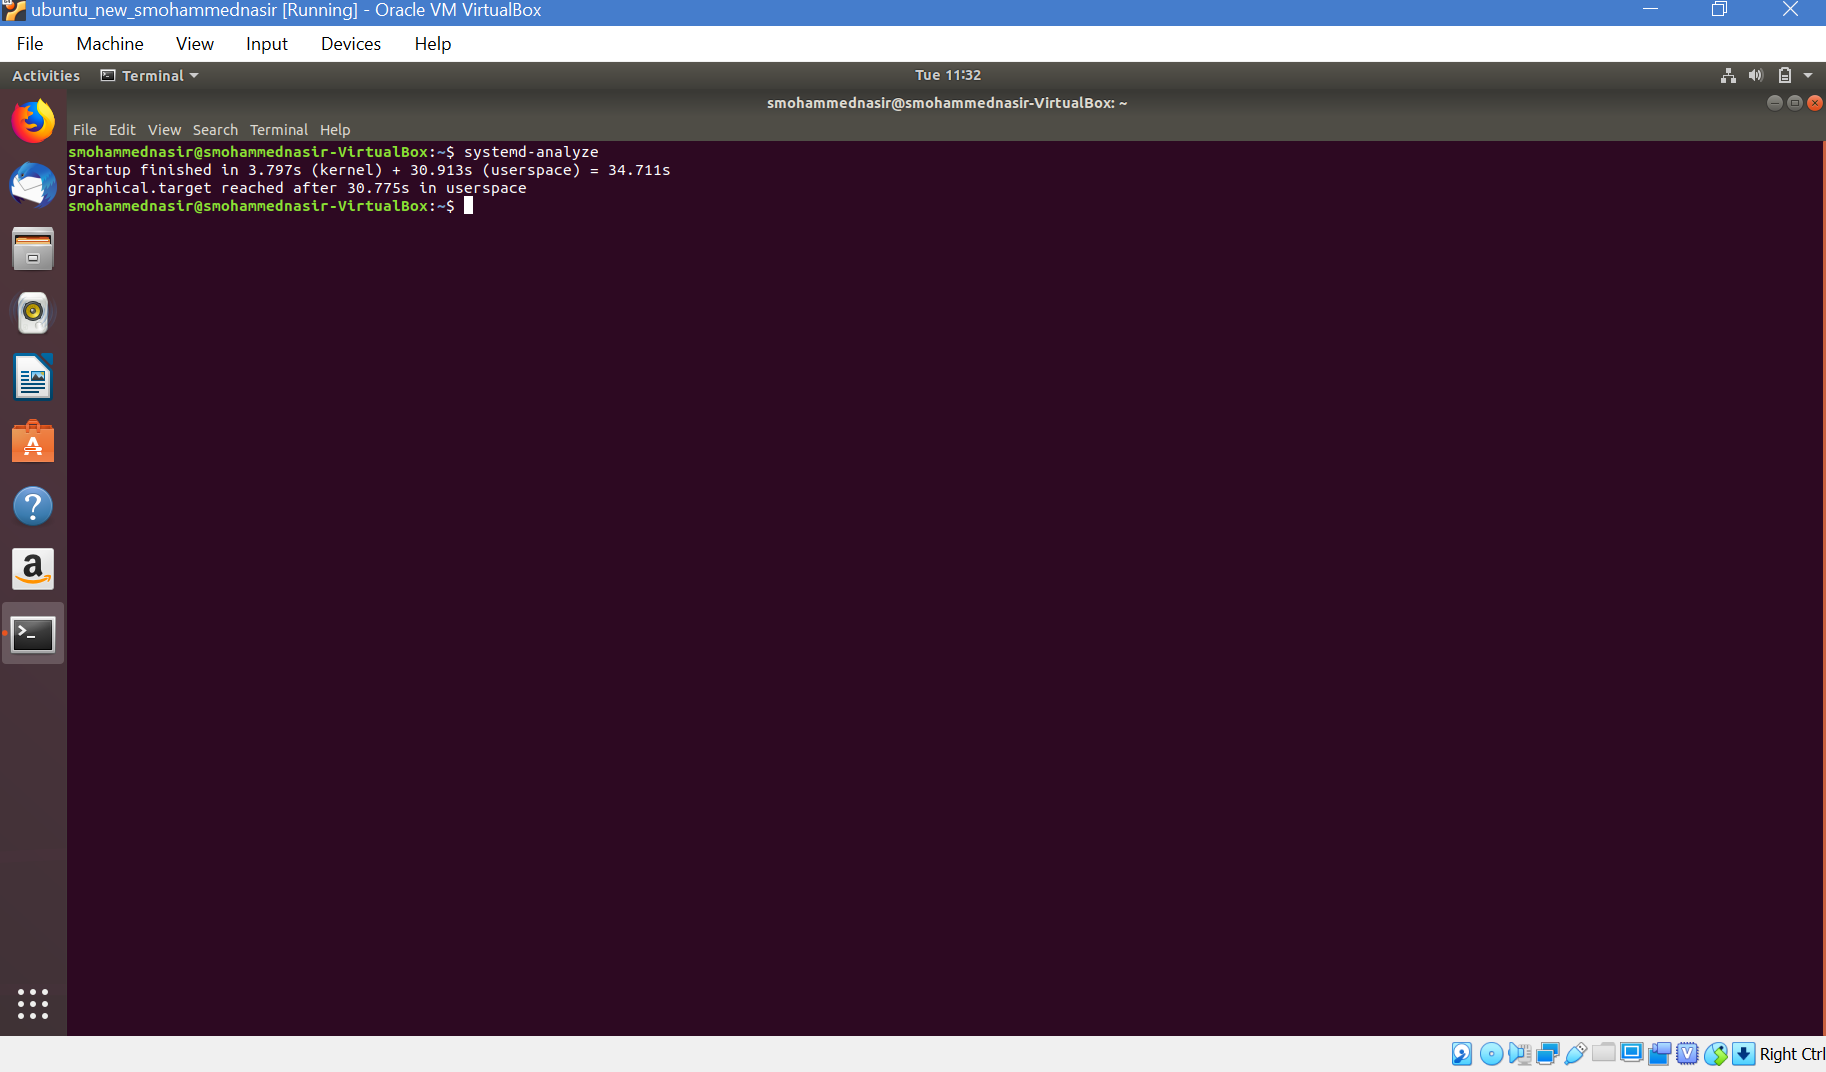 ubuntu_new_smohammednasir [Running] - Oracle VM VirtualBox
File Machine View Input Devices Help
Activities Terminal Tue 11:32
smohammednasir@smohammednasir-VirtualBox: ~
File Edit View Search Terminal Help
smohammednasir@smohammednasir-VirtualBox:~$ systemd-analyze
Startup finished in 3.797s (kernel) + 30.913s (userspace) = 34.711s
graphical.target reached after 30.775s in userspace
smohammednasir@smohammednasir-VirtualBox:~$
Right Ctrl